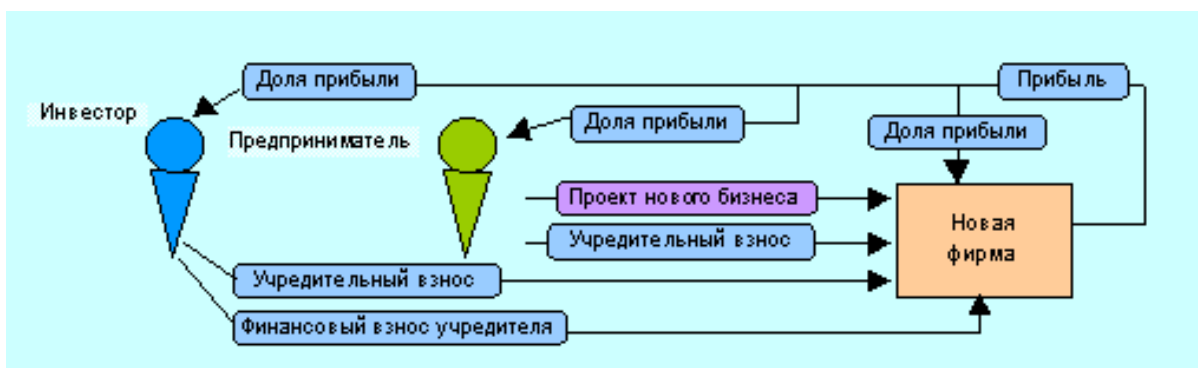 Доля прибыли
Прибыль
Инвестор
Доля прибыли
Доля прибыли
Предприниматель
Проект нового бизнеса
Новая
фирма
Учредительный взнос
Учредительный взнос
Финансовый взнос учредителя